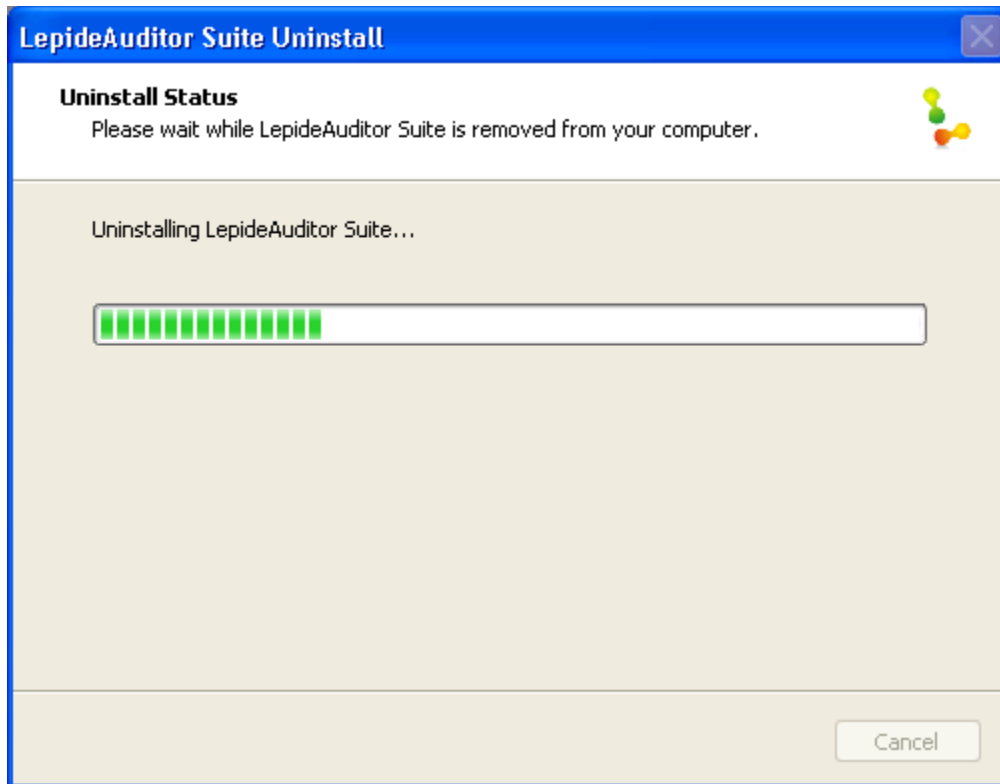 LepideAuditor Suite Uninstall
Uninstall Status
Please wait while LepideAuditor Suite is removed from your computer.
Uninstalling LepideAuditor Suite...
Cancel